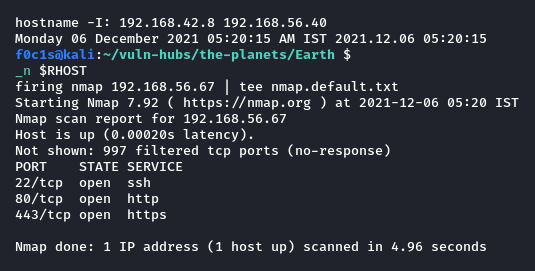 hostname -I: 192.168.42.8 192.168.56.40
Monday 06 December 2021 05:20:15 AM IST 2021.12.06 05:20:15
f0c1s@kali:~/vuln-hubs/the-planets/Earth $
_n $RHOST
firing nmap 192.168.56.67 | tee nmap.default.txt
Starting Nmap 7.92 ( https://nmap.org ) at 2021-12-06 05:20 IST
Nmap scan report for 192.168.56.67
Host is up (0.00020s latency).
Not shown: 997 filtered tcp ports (no-response)
PORT    STATE SERVICE
22/tcp  open  ssh
80/tcp  open  http
443/tcp open  https
Nmap done: 1 IP address (1 host up) scanned in 4.96 seconds